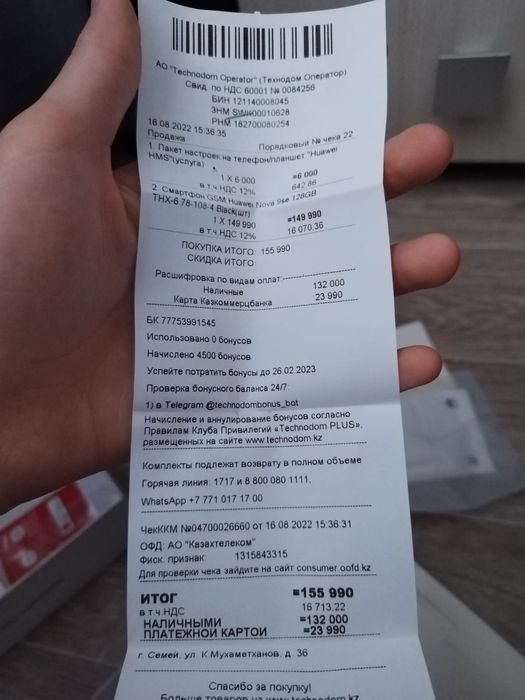 АО "Technodom Operator" (Технодом Оператор)
Свид. по НДС 60001 № 0084256
БИН 121140008045
ЗНМ SWK00010628
РНМ 182700080254
16.08.2022 15:36:35
Порядковый № чека 22
Продажа
1. Пакет настроек на телефон/планшет "Huawei
HMS"(услуга)
1 X 6 000 =6 000
в т.ч НДС 12% 642.86
2. Смартфон GSM Huawei Nova 9se 128GB
THX-6.78-108-4 Black(шт)
1 X 149 990 =149 990
в т.ч НДС 12% 16 070.36
ПОКУПКА ИТОГО: 155 990
СКИДКА ИТОГО:
Расшифровка по видам оплат:
Наличные 132 000
Карта Казкоммерцбанка 23 990
БК 77753991545
Использовано 0 бонусов
Начислено 4500 бонусов
Успейте потратить бонусы до 26.02.2023
Проверка бонусного баланса 24/7:
1) в Telegram @technodombonus_bot
Начисление и аннулирование бонусов согласно
Правилам Клуба Привилегий «Technodom PLUS»,
размещенных на сайте www.technodom.kz
Комплекты подлежат возврату в полном объеме
Горячая линия: 1717 и 8 800 080 1111,
WhatsApp +7 771 017 17 00
ЧекККМ №04700026660 от 16.08.2022 15:36:31
ОФД: АО "Казахтелеком"
Фиск. признак: 1315843315
Для проверки чека зайдите на сайт consumer.oofd.kz
ИТОГ =155 990
в т.ч.НДС 16 713,22
НАЛИЧНЫМИ =132 000
ПЛАТЕЖНОЙ КАРТОЙ =23 990
г. Семей, ул. К.Мухаметханов, д. 36
Спасибо за покупку!
Больше товаров на www.technodom.kz